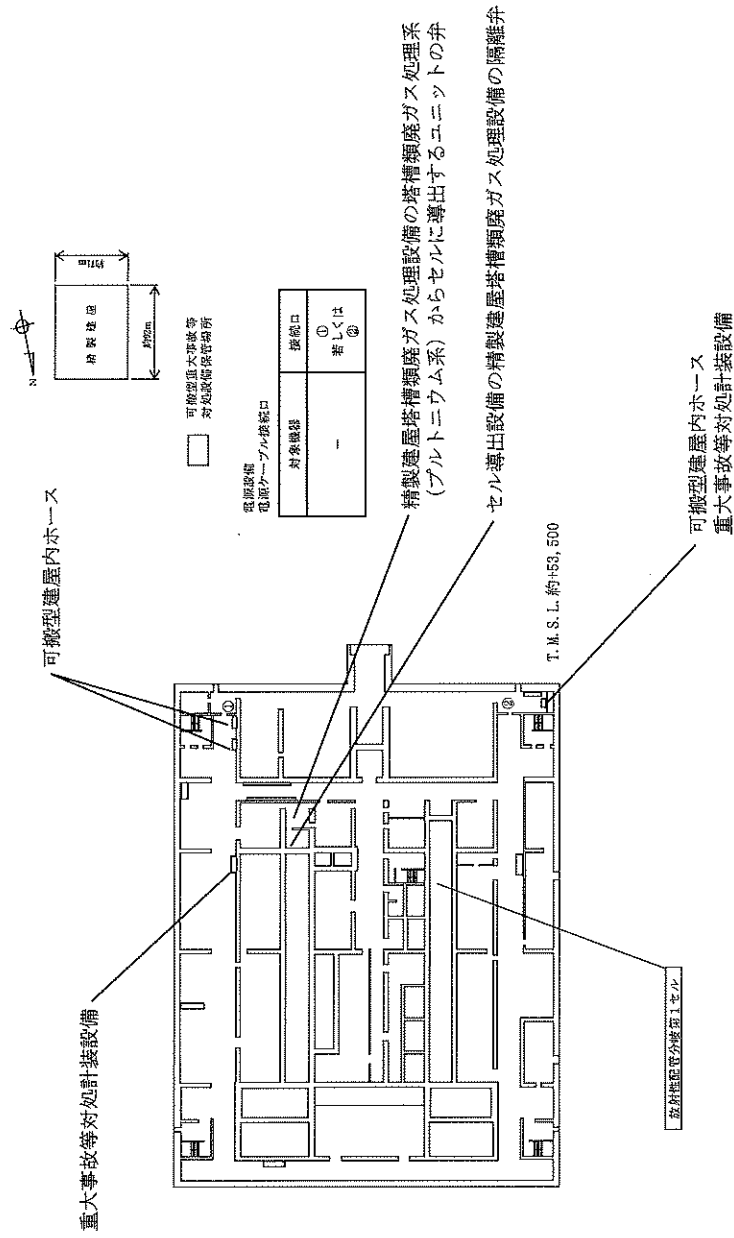 N
精製建屋
約92m
約71m
可搬型重大事故等
対処設備保管場所
電源設備
電源ケーブル接続口
対象機器
接続口
－
①
若しくは
②
可搬型建屋内ホース
精製建屋塔槽類廃ガス処理設備の塔槽類廃ガス処理系
(プルトニウム系) からセルに導出するユニットの弁
セル導出設備の精製建屋塔槽類廃ガス処理設備の隔離弁
可搬型建屋内ホース
重大事故等対処計装設備
T. M. S. L. 約+53, 500
①
②
重大事故等対処計装設備
放射性配管分岐第1セル